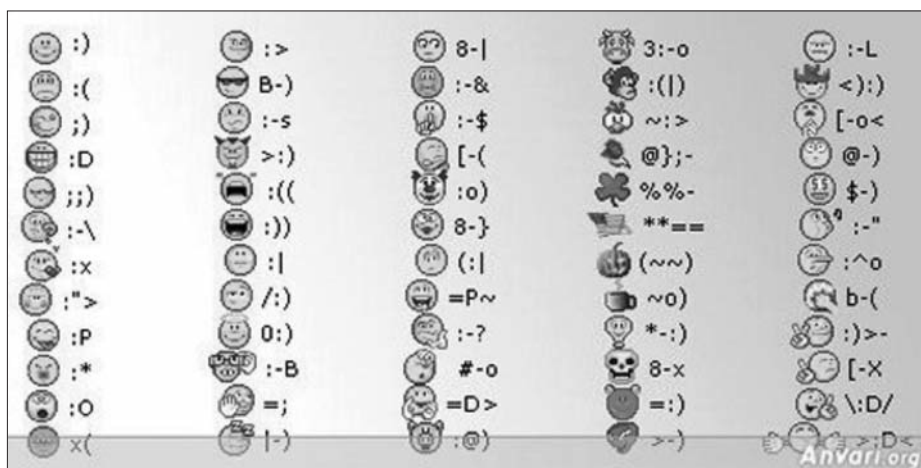 :) :> 8-| 3:-o :-L
:( B-) :-& :(|) <):)
;) :-s :-$ ~:> [-o<
:D >:) [-( @};- @-)
;;) :(( :o) %%- $-)
:-\ :)) 8-} **== :-"
:x :| (:| (~~) :^o
:"> /:) =P~ ~o) b-(
:P 0:) :-? *-:) :)>-
:* :-B #-o 8-x [-X
:O =; =D> =:) \:D/
x( |-) :@) >-) >:D<
Anvari.org